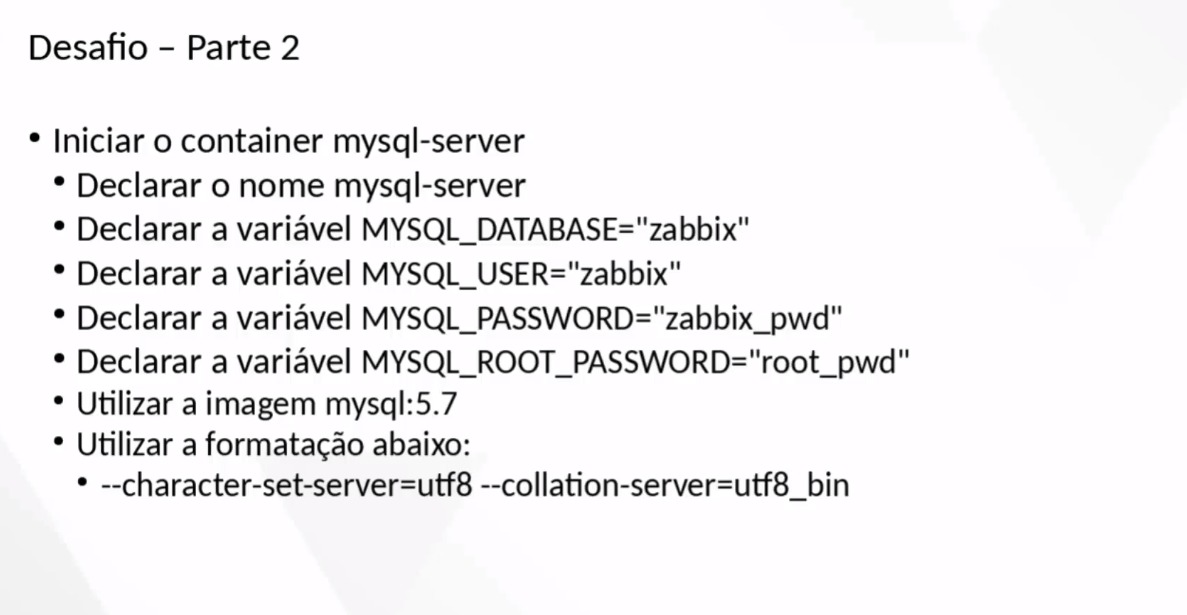 Desafio – Parte 2
• Iniciar o container mysql-server
• Declarar o nome mysql-server
• Declarar a variável MYSQL_DATABASE="zabbix"
• Declarar a variável MYSQL_USER="zabbix"
• Declarar a variável MYSQL_PASSWORD="zabbix_pwd"
• Declarar a variável MYSQL_ROOT_PASSWORD="root_pwd"
• Utilizar a imagem mysql:5.7
• Utilizar a formatação abaixo:
• --character-set-server=utf8 --collation-server=utf8_bin